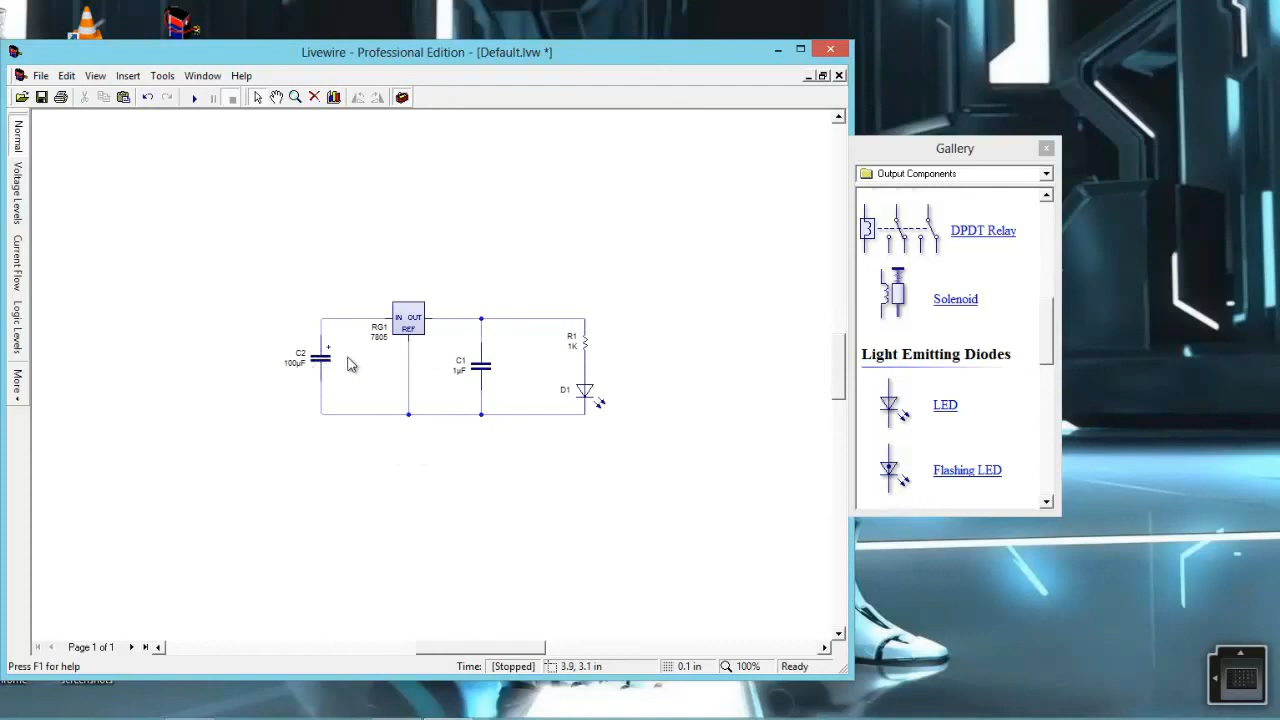 Livewire - Professional Edition - [Default.lvw *]
File Edit View Insert Tools Window Help
Normal
Voltage Levels
Current Flow
Logic Levels
More
Gallery
Output Components
DPDT Relay
Solenoid
Light Emitting Diodes
LED
Flashing LED
IN OUT
REF
RG1
7805
C2
100µF
+
C1
1µF
R1
1K
D1
Page 1 of 1
Press F1 for help
Time: [Stopped] 3.9, 3.1 in 0.1 in 100% Ready
screenshots